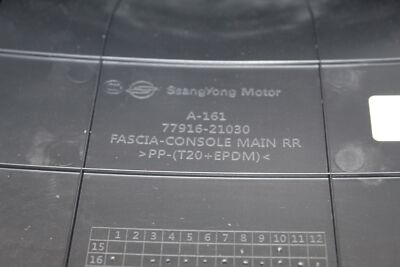 SsangYong Motor
A-161
77916-21030
FASCIA-CONSOLE MAIN RR
>PP-(T20+EPDM)<
1 2 3 4 5 6 7 8 9 10 11 12
15
16